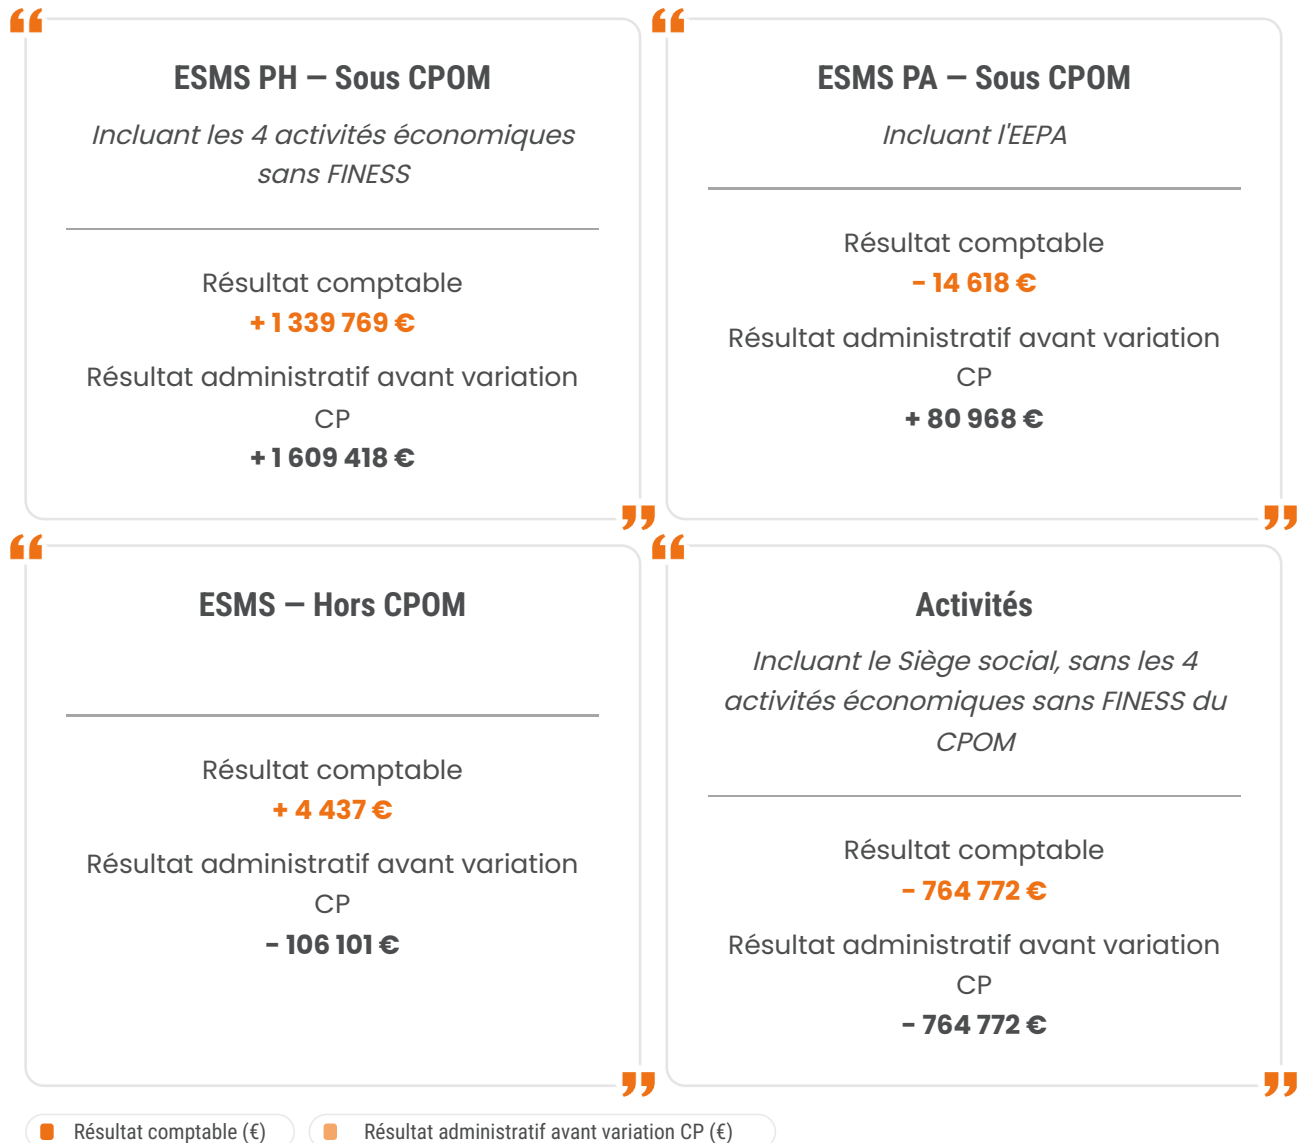 ESMS PH – Sous CPOM
Incluant les 4 activités économiques
sans FINESS
Résultat comptable
+ 1 339 769 €
Résultat administratif avant variation
CP
+ 1 609 418 €
ESMS PA – Sous CPOM
Incluant l'EEPA
Résultat comptable
- 14 618 €
Résultat administratif avant variation
CP
+ 80 968 €
ESMS – Hors CPOM
Résultat comptable
+ 4 437 €
Résultat administratif avant variation
CP
- 106 101 €
Activités
Incluant le Siège social, sans les 4
activités économiques sans FINESS du
CPOM
Résultat comptable
- 764 772 €
Résultat administratif avant variation
CP
- 764 772 €
Résultat comptable (€)
Résultat administratif avant variation CP (€)